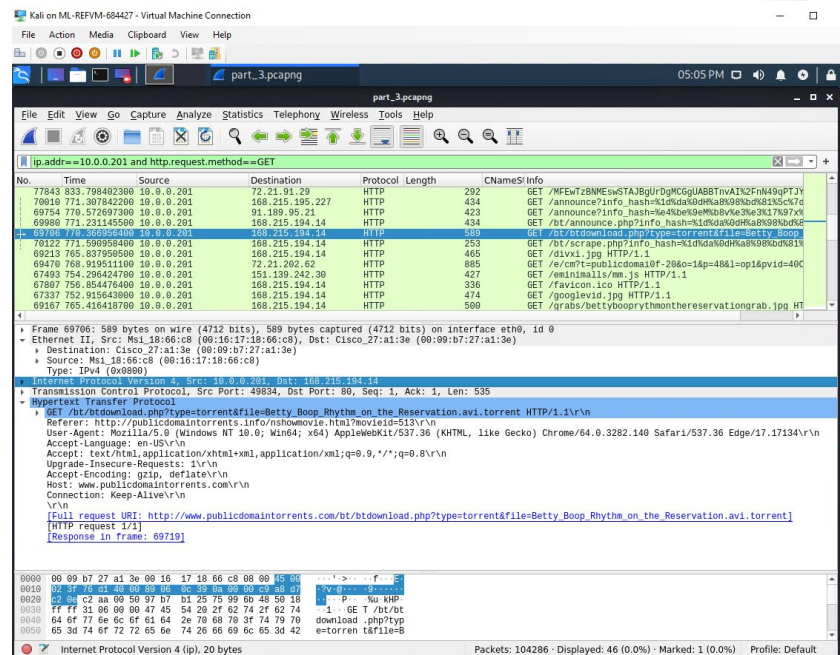 Kali on ML-REFVM-684427 - Virtual Machine Connection
File Action Media Clipboard View Help
part_3.pcapng 05:05 PM
part_3.pcapng
File Edit View Go Capture Analyze Statistics Telephony Wireless Tools Help
ip.addr==10.0.0.201 and http.request.method==GET
No. Time Source Destination Protocol Length CNameS Info
77843 833.798402300 10.0.0.201 72.21.91.29 HTTP 292 GET /MFEwTzBNMEswSTAJBgUrDgMCGgUABBTnvAI%2FnN49qPTJY
70195 771.307842200 10.0.0.201 168.215.194.14 HTTP 434 GET /announce?info_hash=%1d%da%0dH%a8%98%bd%81%5c%7d
69754 770.572697300 10.0.0.201 91.189.95.21 HTTP 423 GET /announce?info_hash=%e4%be%9eM%b8v%e3%e3%17%97x%
69980 771.231145500 10.0.0.201 168.215.194.14 HTTP 434 GET /bt/announce.php?info_hash=%1d%da%0dH%a8%98%bd%8
69706 770.366956400 10.0.0.201 168.215.194.14 HTTP 589 GET /bt/btdownload.php?type=torrent&file=Betty_Boop_
70122 771.590958400 10.0.0.201 168.215.194.14 HTTP 253 GET /bt/scrape.php?info_hash=%1d%da%0dH%a8%98%bd%81%
69213 765.837950500 10.0.0.201 168.215.194.14 HTTP 465 GET /divxi.jpg HTTP/1.1
69470 768.919511100 10.0.0.201 72.21.202.62 HTTP 885 GET /e/cm?t=publicdomai0f-20&o=1&p=48&l=op1&pvid=40C
67493 754.296424700 10.0.0.201 151.139.242.30 HTTP 427 GET /eminimalls/mm.js HTTP/1.1
67807 756.854476400 10.0.0.201 168.215.194.14 HTTP 336 GET /favicon.ico HTTP/1.1
67337 752.915643000 10.0.0.201 168.215.194.14 HTTP 474 GET /googlevid.jpg HTTP/1.1
69167 765.416418700 10.0.0.201 168.215.194.14 HTTP 500 GET /grabs/bettybooprythmonthereservationgrab.jpg HT
Frame 69706: 589 bytes on wire (4712 bits), 589 bytes captured (4712 bits) on interface eth0, id 0
Ethernet II, Src: Msi_18:66:c8 (00:16:17:18:66:c8), Dst: Cisco_27:a1:3e (00:09:b7:27:a1:3e)
Destination: Cisco_27:a1:3e (00:09:b7:27:a1:3e)
Source: Msi_18:66:c8 (00:16:17:18:66:c8)
Type: IPv4 (0x0800)
Internet Protocol Version 4, Src: 10.0.0.201, Dst: 168.215.194.14
Transmission Control Protocol, Src Port: 49834, Dst Port: 80, Seq: 1, Ack: 1, Len: 535
Hypertext Transfer Protocol
GET /bt/btdownload.php?type=torrent&file=Betty_Boop_Rhythm_on_the_Reservation.avi.torrent HTTP/1.1\r\n
Referer: http://publicdomaintorrents.info/nshowmovie.html?movieid=513\r\n
User-Agent: Mozilla/5.0 (Windows NT 10.0; Win64; x64) AppleWebKit/537.36 (KHTML, like Gecko) Chrome/64.0.3282.140 Safari/537.36 Edge/17.17134\r\n
Accept-Language: en-US\r\n
Accept: text/html,application/xhtml+xml,application/xml;q=0.9,*/*;q=0.8\r\n
Upgrade-Insecure-Requests: 1\r\n
Accept-Encoding: gzip, deflate\r\n
Host: www.publicdomaintorrents.com\r\n
Connection: Keep-Alive\r\n
\r\n
[Full request URI: http://www.publicdomaintorrents.com/bt/btdownload.php?type=torrent&file=Betty_Boop_Rhythm_on_the_Reservation.avi.torrent]
[HTTP request 1/1]
[Response in frame: 69719]
0000 00 09 b7 27 a1 3e 00 16 17 18 66 c8 08 00 45 00 ···'·>·· ··f···E·
0010 02 3f 76 d1 40 00 80 06 0c 39 0a 00 00 c9 a8 d7 ·?v·@··· ·9······
0020 c2 0e c2 aa 00 50 97 b7 b1 25 75 99 6b 48 50 18 ·····P·· ·%u·kHP·
0030 ff ff 31 06 00 00 47 45 54 20 2f 62 74 2f 62 74 ··1···GE T /bt/bt
0040 64 6f 77 6e 6c 6f 61 64 2e 70 68 70 3f 74 79 70 download .php?typ
0050 65 3d 74 6f 72 72 65 6e 74 26 66 69 6c 65 3d 42 e=torren t&file=B
Internet Protocol Version 4 (ip), 20 bytes Packets: 104286 · Displayed: 46 (0.0%) · Marked: 1 (0.0%) Profile: Default